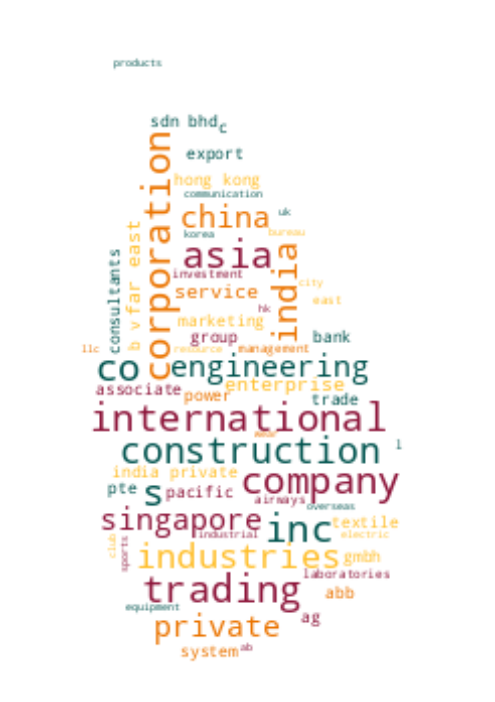 products
sdn bhd
c
export
hong kong
communication
china
uk
korea
bureau
asia
corporation
india
far east
consultants
b v
investment
city
service
east
hk
marketing
group
bank
llc
resource
management
co
engineering
associate
enterprise
power
trade
international
wear
construction
l
india private
company
pte
s
pacific
airways
overseas
singapore
inc
textile
industrial
electric
club
sports
industries
gmbh
laboratories
trading
abb
equipment
ag
private
system
ab